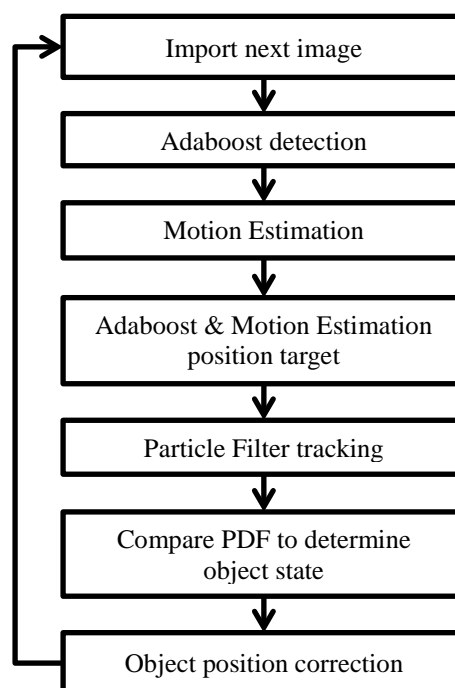 Import next image
Adaboost detection
Motion Estimation
Adaboost & Motion Estimation
position target
Particle Filter tracking
Compare PDF to determine
object state
Object position correction